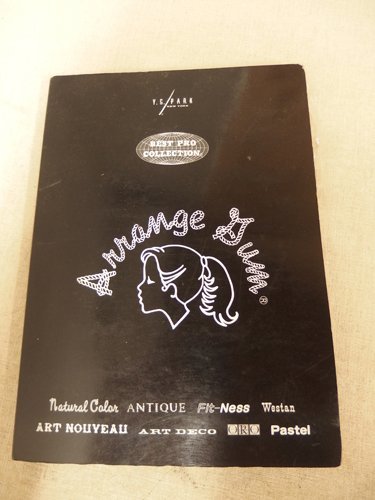 Y.S./PARK
NEW YORK
BEST PRO
COLLECTION.
Arrange Gum ®
Natural Color ANTIQUE Fit-Ness Westan
ART NOUVEAU ART DECO ORO Pastel